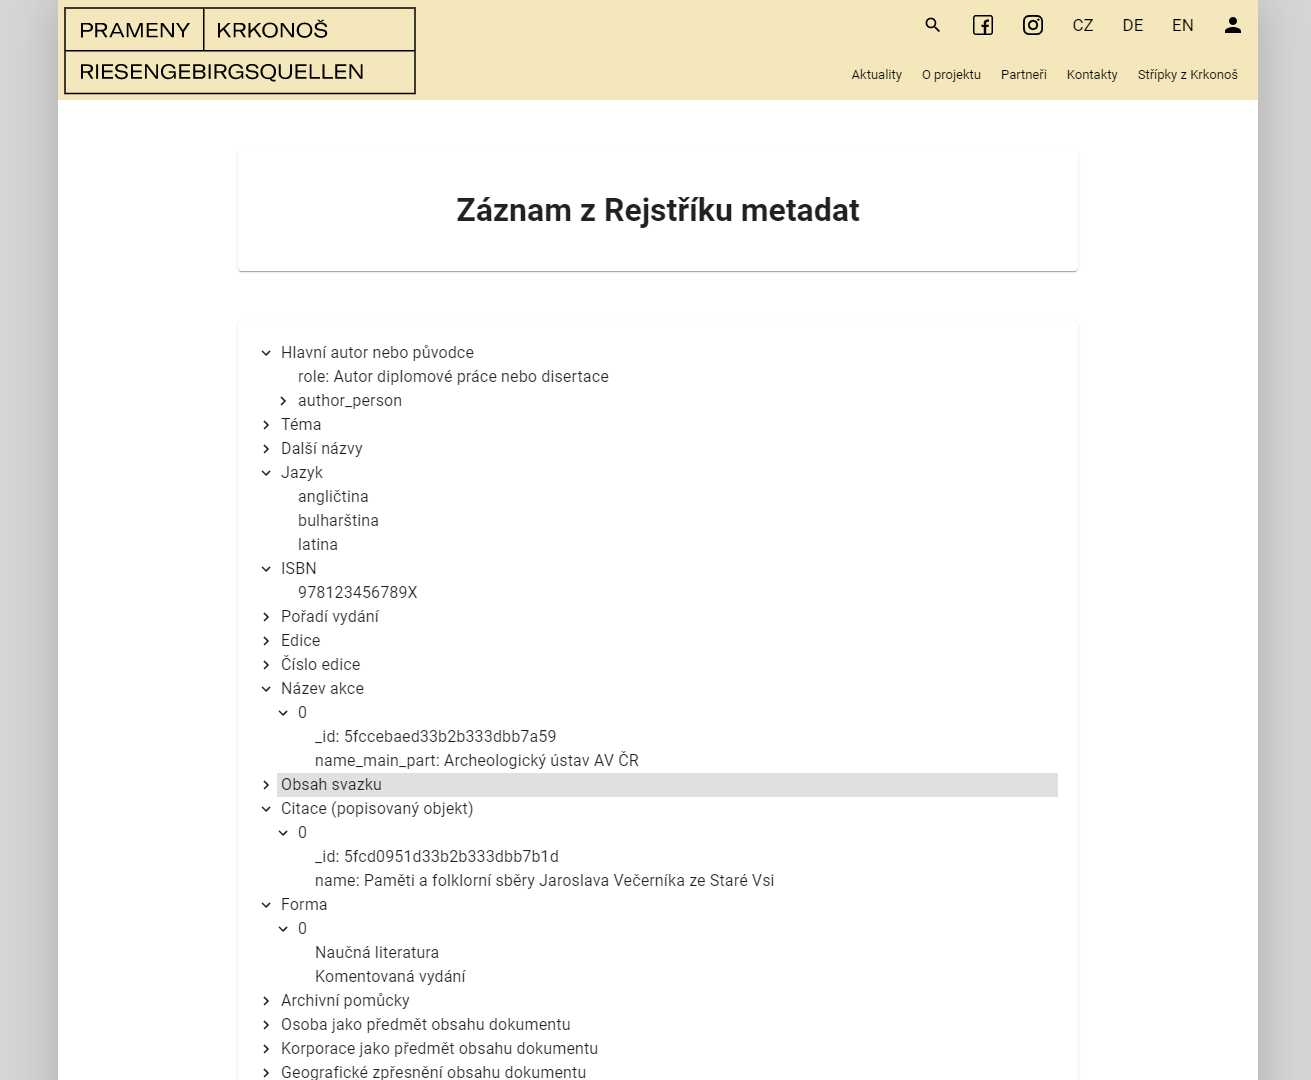 PRAMENY KRKONOŠ
RIESENGEBIRGSQUELLEN
CZ DE EN
Aktuality O projektu Partneři Kontakty Střípky z Krkonoš
Záznam z Rejstříku metadat
Hlavní autor nebo původce
role: Autor diplomové práce nebo disertace
author_person
Téma
Další názvy
Jazyk
angličtina
bulharština
latina
ISBN
978123456789X
Pořadí vydání
Edice
Číslo edice
Název akce
0
_id: 5fccebaed33b2b333dbb7a59
name_main_part: Archeologický ústav AV ČR
Obsah svazku
Citace (popisovaný objekt)
0
_id: 5fcd0951d33b2b333dbb7b1d
name: Paměti a folklorní sběry Jaroslava Večerníka ze Staré Vsi
Forma
0
Naučná literatura
Komentovaná vydání
Archivní pomůcky
Osoba jako předmět obsahu dokumentu
Korporace jako předmět obsahu dokumentu
Geografické zpřesnění obsahu dokumentu